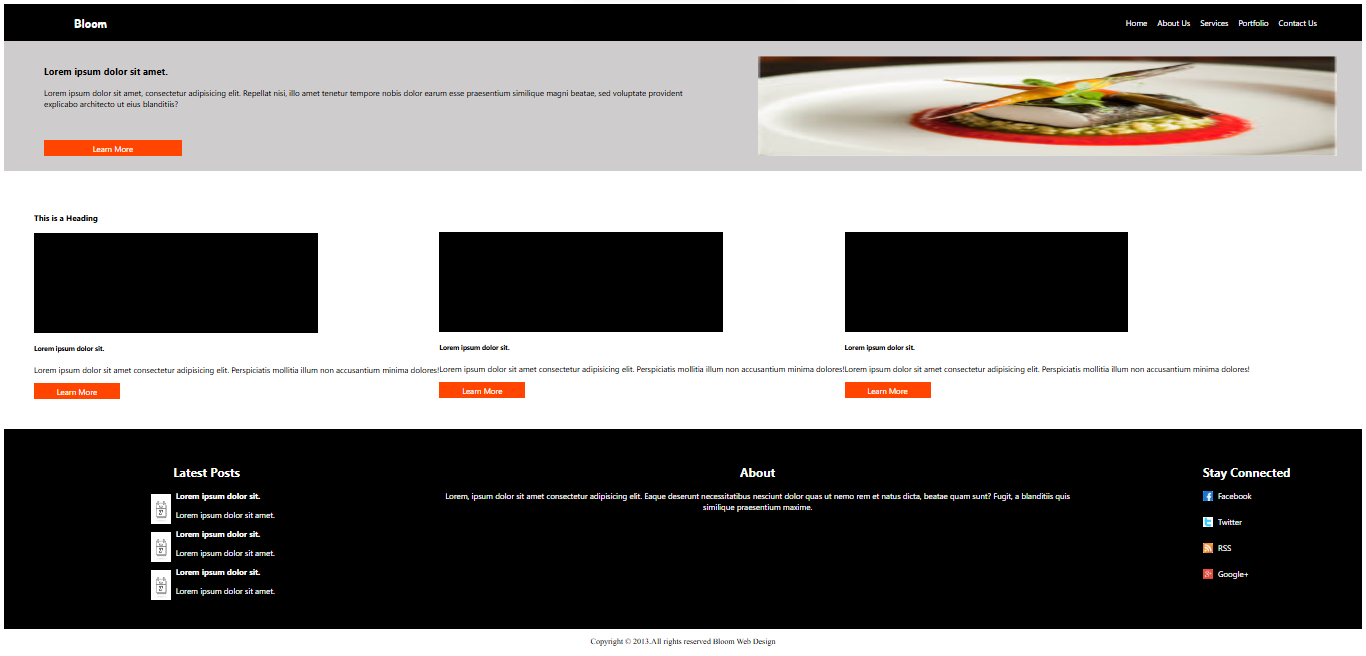 Bloom
Home About Us Services Portfolio Contact Us
Lorem ipsum dolor sit amet.
Lorem ipsum dolor sit amet, consectetur adipisicing elit. Repellat nisi, illo amet tenetur tempore nobis dolor earum esse praesentium similique magni beatae, sed voluptate provident
explicabo architecto ut eius blanditiis?
Learn More
This is a Heading
Lorem ipsum dolor sit.
Lorem ipsum dolor sit amet consectetur adipisicing elit. Perspiciatis mollitia illum non accusantium minima dolores!
Learn More
Lorem ipsum dolor sit.
Lorem ipsum dolor sit amet consectetur adipisicing elit. Perspiciatis mollitia illum non accusantium minima dolores!
Learn More
Lorem ipsum dolor sit.
Lorem ipsum dolor sit amet consectetur adipisicing elit. Perspiciatis mollitia illum non accusantium minima dolores!
Learn More
Latest Posts
Lorem ipsum dolor sit.
Lorem ipsum dolor sit amet.
Lorem ipsum dolor sit.
Lorem ipsum dolor sit amet.
Lorem ipsum dolor sit.
Lorem ipsum dolor sit amet.
About
Lorem, ipsum dolor sit amet consectetur adipisicing elit. Eaque deserunt necessitatibus nesciunt dolor quas ut nemo rem et natus dicta, beatae quam sunt? Fugit, a blanditiis quis
similique praesentium maxime.
Stay Connected
Facebook
Twitter
RSS
Google+
Copyright © 2013.All rights reserved Bloom Web Design